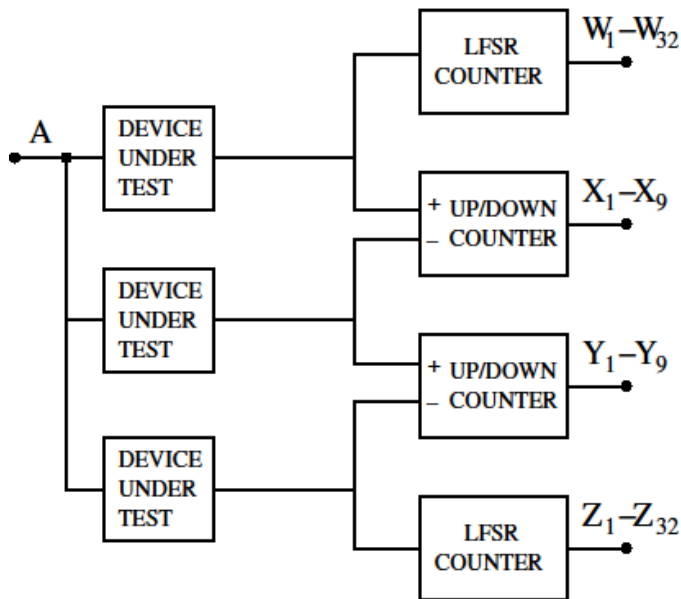 W1–W32
LFSR
COUNTER
A
DEVICE
UNDER
TEST
+ UP/DOWN
– COUNTER
X1–X9
DEVICE
UNDER
TEST
+ UP/DOWN
– COUNTER
Y1–Y9
DEVICE
UNDER
TEST
LFSR
COUNTER
Z1–Z32